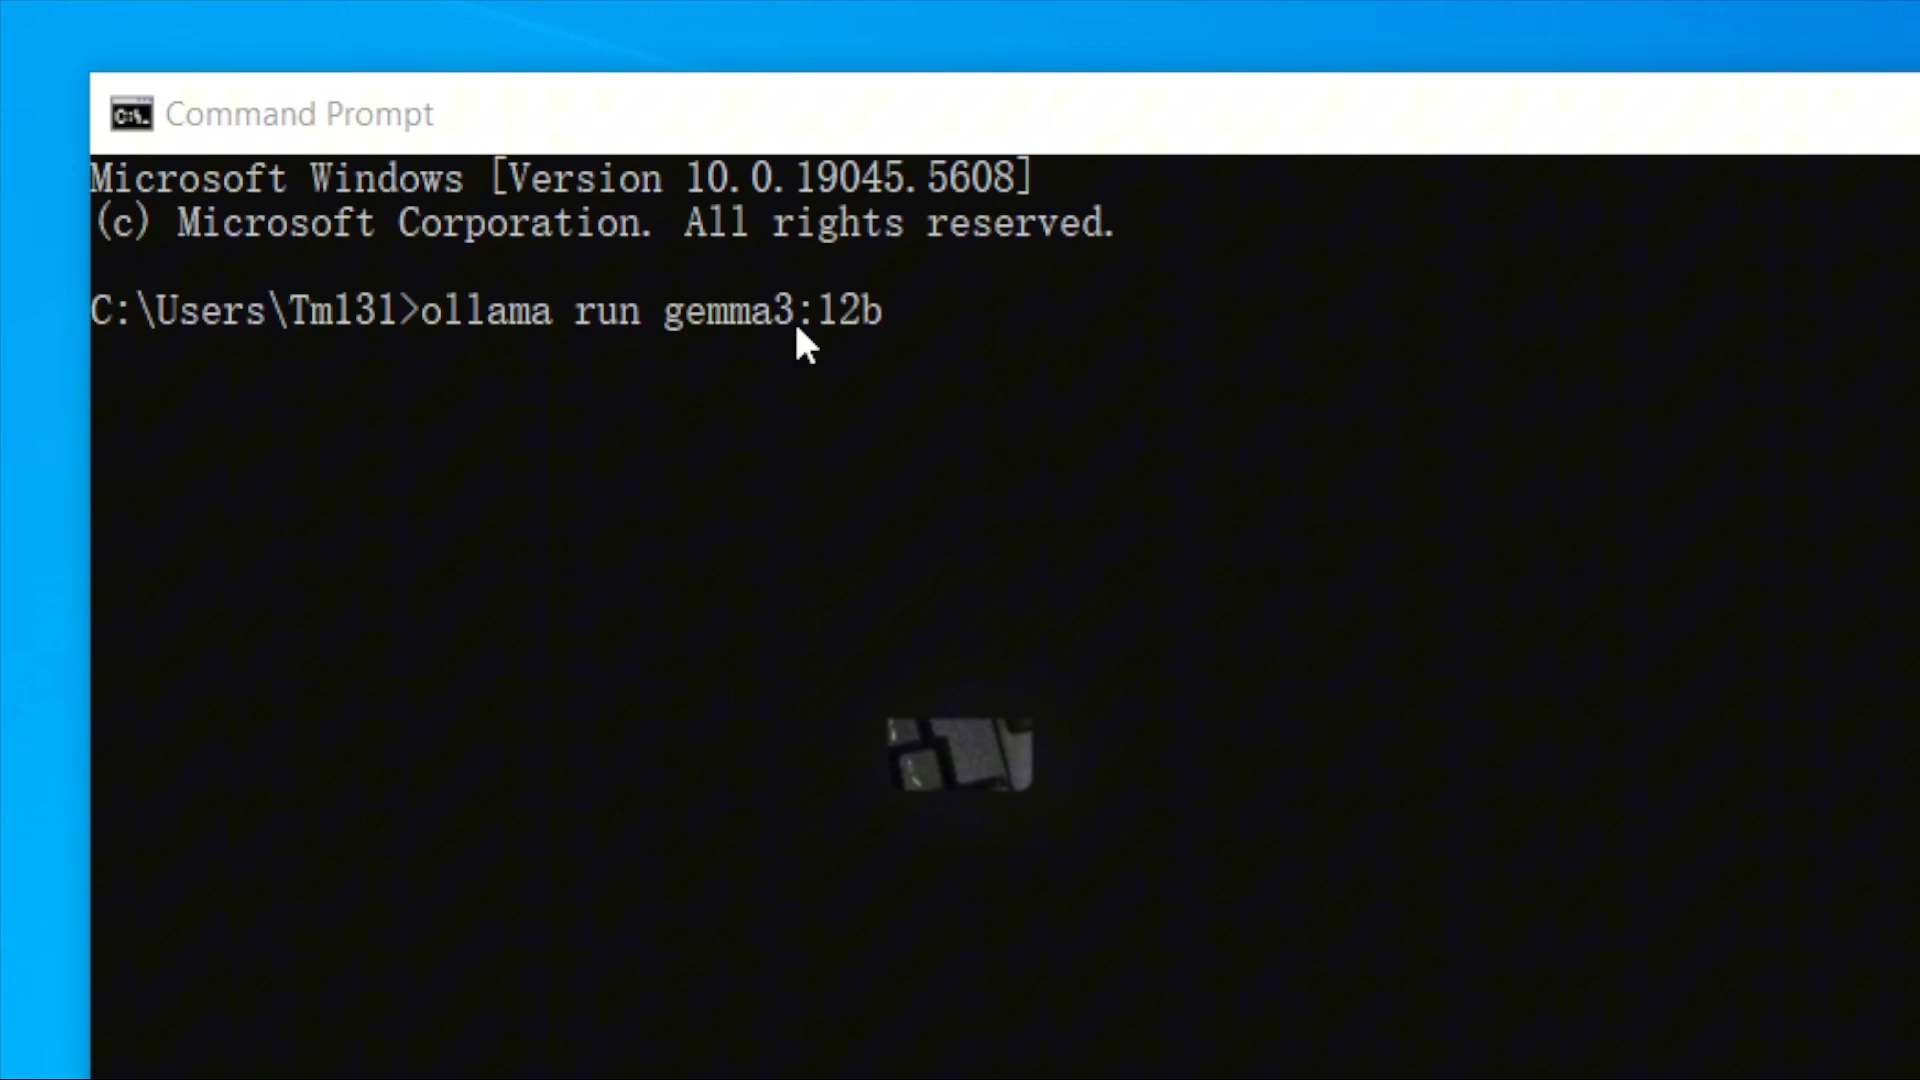 Command Prompt
Microsoft Windows [Version 10.0.19045.5608]
(c) Microsoft Corporation. All rights reserved.
C:\Users\Tm131>ollama run gemma3:12b